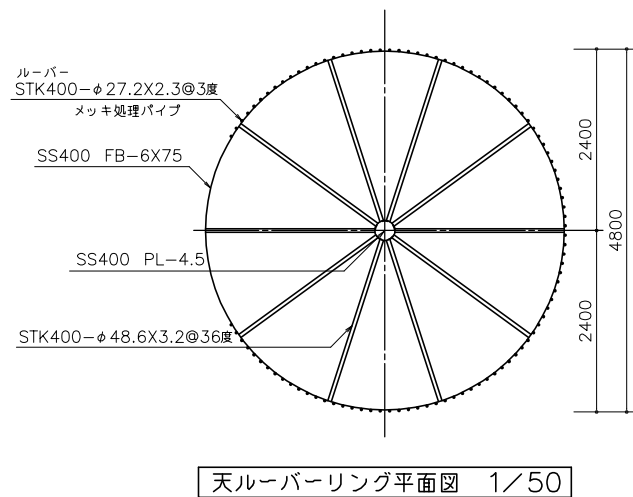 ルーバー
STK400-φ27.2X2.3@3度
メッキ処理パイプ
SS400 FB-6X75
SS400 PL-4.5
STK400-φ48.6X3.2@36度
2400
4800
2400
天ルーバーリング平面図 1/50